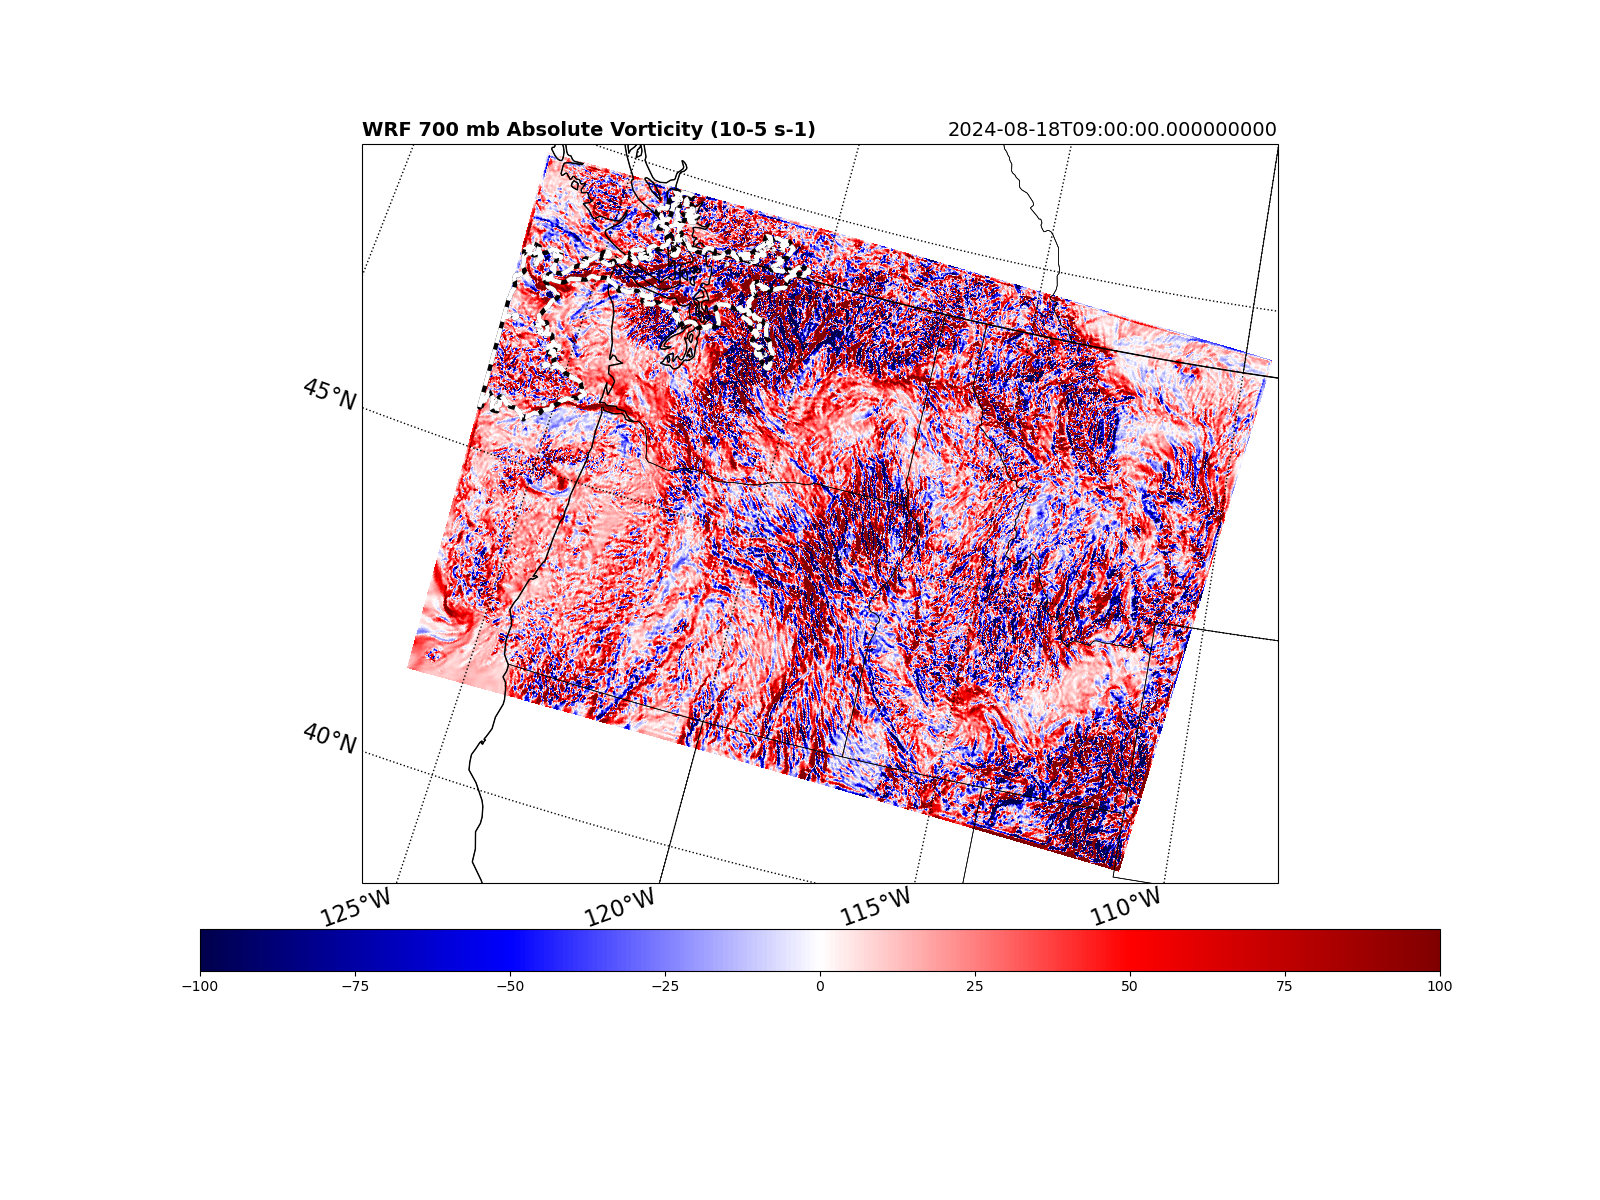 WRF 700 mb Absolute Vorticity (10-5 s-1)
2024-08-18T09:00:00.000000000
45°N
40°N
125°W
120°W
115°W
110°W
−100
−75
−50
−25
0
25
50
75
100